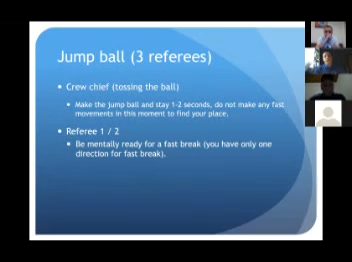 Jump ball (3 referees)
Crew chief (tossing the ball)
Make the jump ball and stay 1-2 seconds, do not make any fast
movements in this moment to find your place.
Referee 1 / 2
Be mentally ready for a fast break (you have only one
direction for fast break).